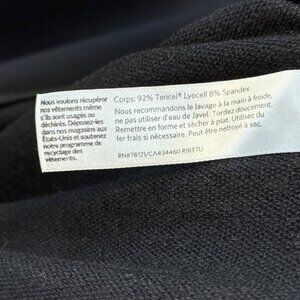 Nous voulons récupérer
nos vêtements même
s'ils sont usagés ou
déchirés. Déposez-les
dans nos magasins aux
États-Unis et soutenez
notre programme de
recyclage des
vêtements.
Corps: 92% Tencel® Lyocell 8% Spandex
Nous recommandons le lavage à la main à froide,
ne pas utiliser d'eau de Javel. Tordez doucement.
Remettre en forme et sécher à plat. Utilisez du
fer froid si nécessaire. Peut être nettoyé à sec.
RN#78121/CA#34460 R1BTTU